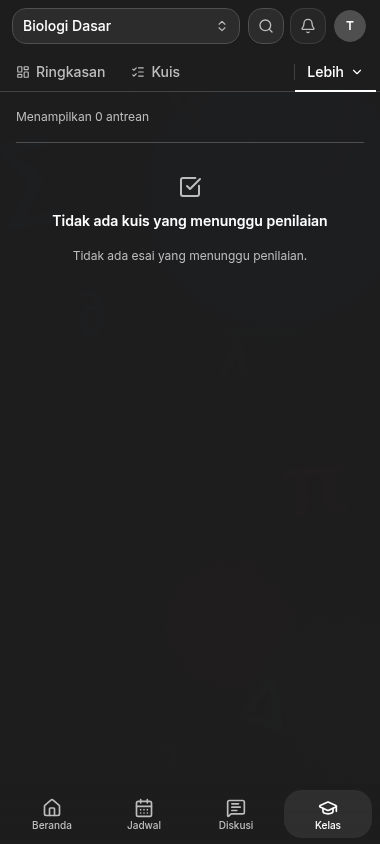 Biologi Dasar
T
Ringkasan
Kuis
Lebih
Menampilkan 0 antrean
Tidak ada kuis yang menunggu penilaian
Tidak ada esai yang menunggu penilaian.
Beranda
Jadwal
Diskusi
Kelas